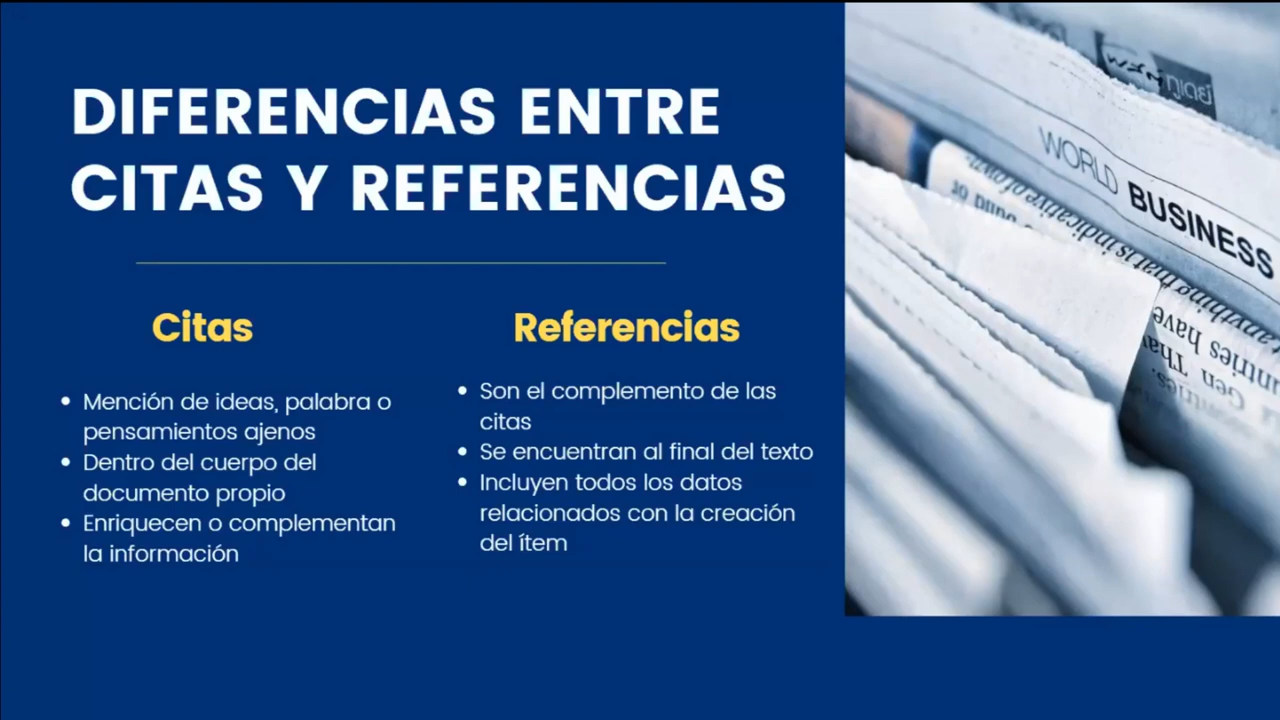 DIFERENCIAS ENTRE
CITAS Y REFERENCIAS
Citas
Mención de ideas, palabra o
pensamientos ajenos
Dentro del cuerpo del
documento propio
Enriquecen o complementan
la información
Referencias
Son el complemento de las
citas
Se encuentran al final del texto
Incluyen todos los datos
relacionados con la creación
del ítem
WORLD BUSINESS